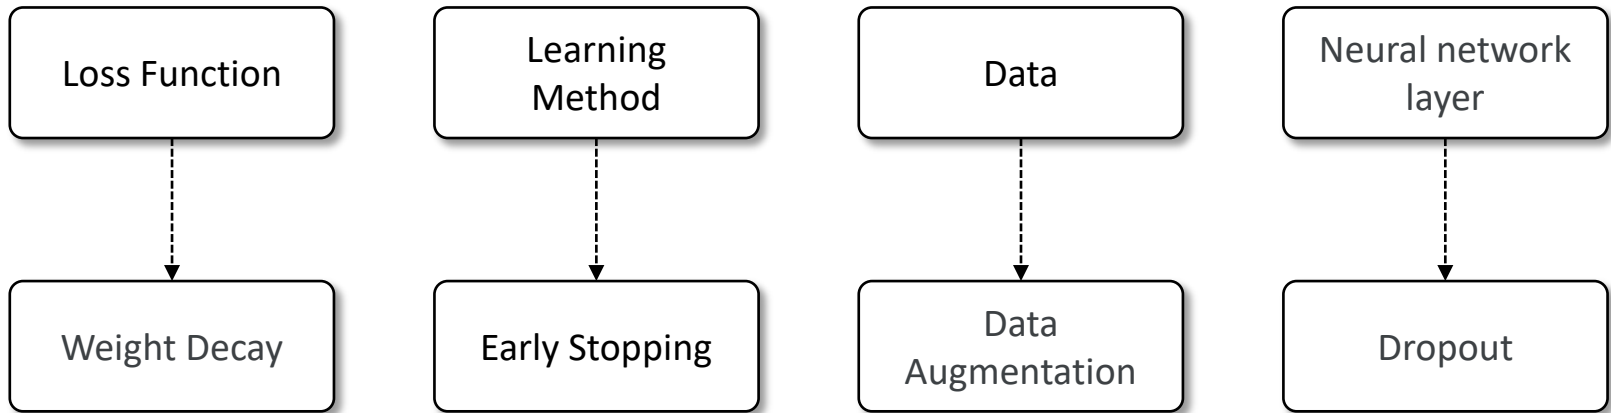 Loss Function
Learning
Method
Data
Neural network
layer
Weight Decay
Early Stopping
Data
Augmentation
Dropout